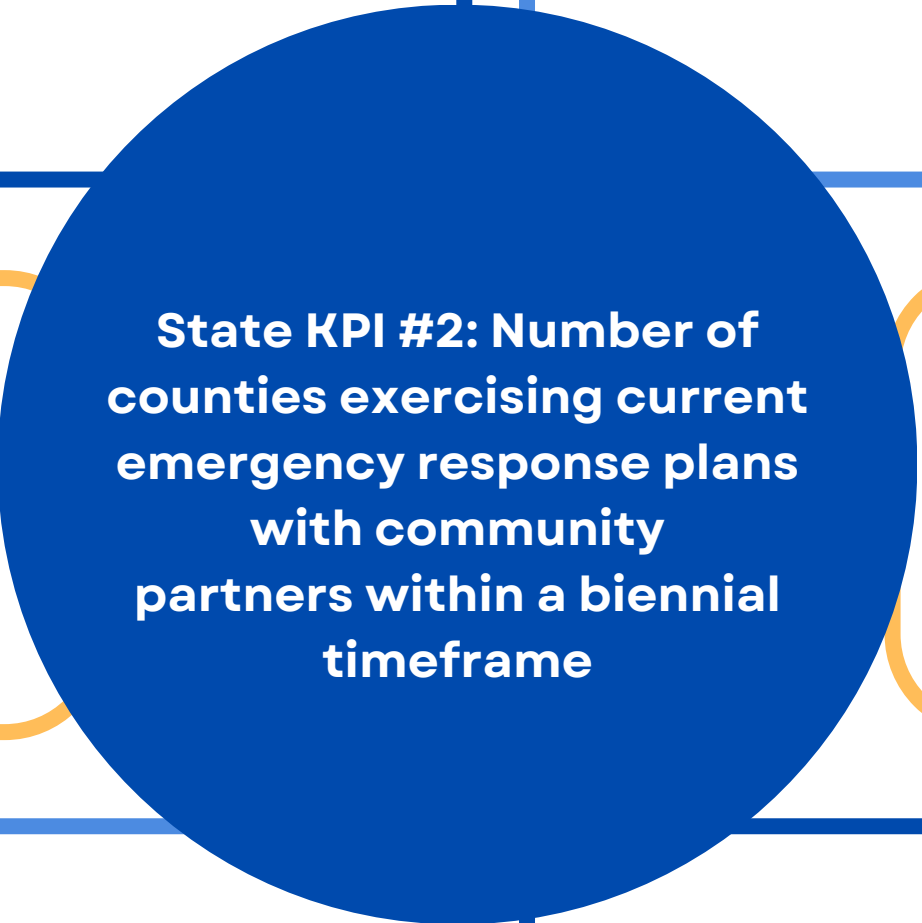 State KPI #2: Number of
counties exercising current
emergency response plans
with community
partners within a biennial
timeframe